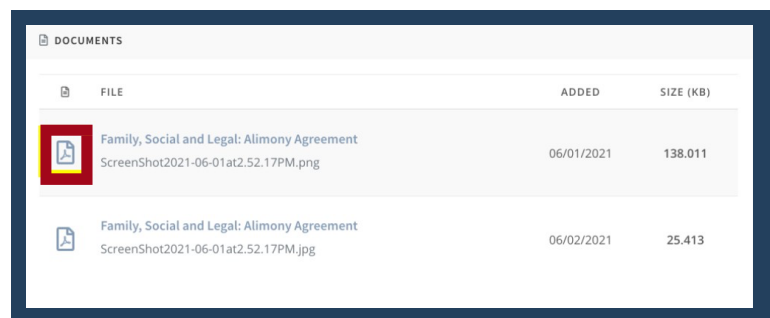 DOCUMENTS
FILE ADDED SIZE (KB)
Family, Social and Legal: Alimony Agreement
ScreenShot2021-06-01at2.52.17PM.png 06/01/2021 138.011
Family, Social and Legal: Alimony Agreement
ScreenShot2021-06-01at2.52.17PM.jpg 06/02/2021 25.413